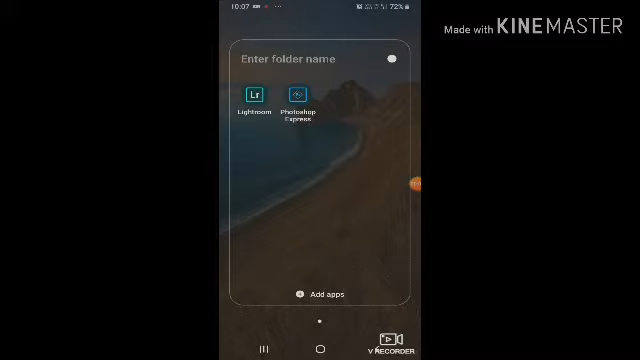 10:07
72%
Made with KINEMASTER
Enter folder name
Lr
Lightroom
Photoshop
Express
Add apps
V RECORDER